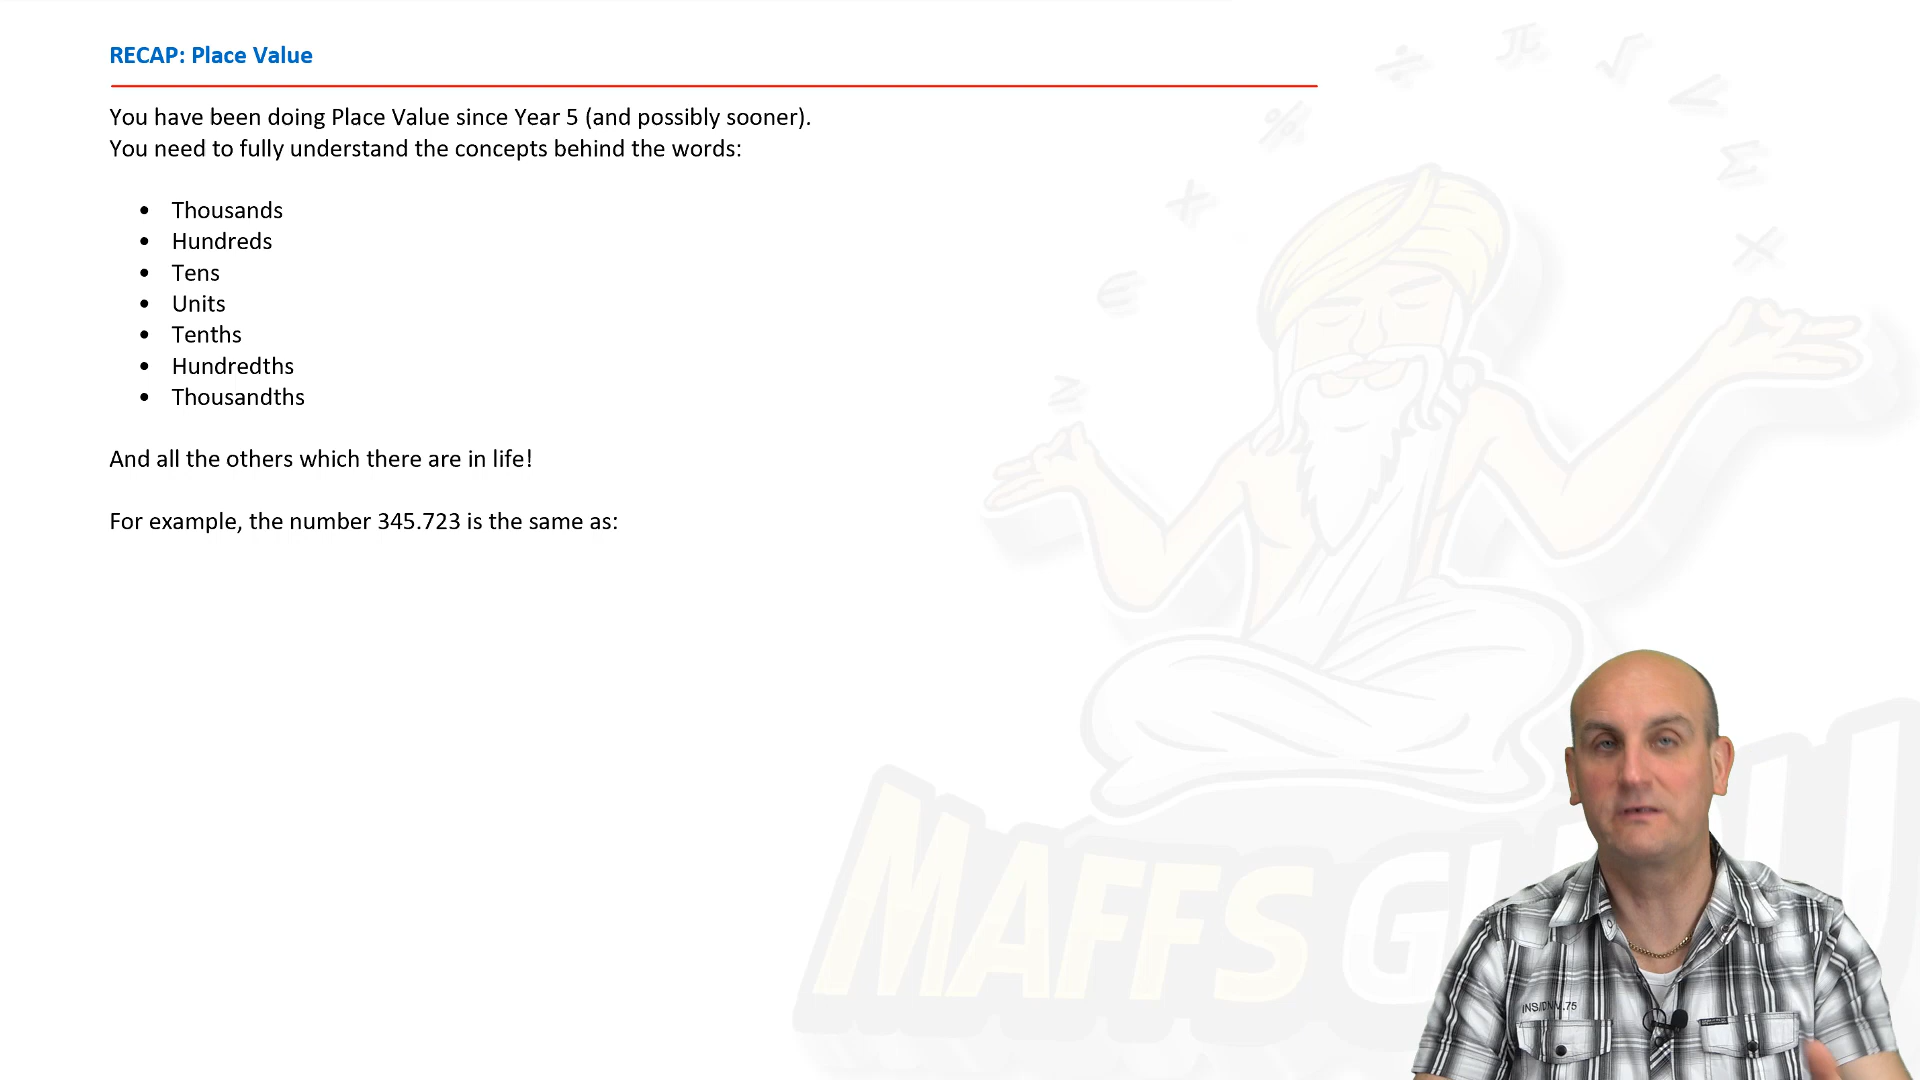 RECAP: Place Value
You have been doing Place Value since Year 5 (and possibly sooner).
You need to fully understand the concepts behind the words:
• Thousands
• Hundreds
• Tens
• Units
• Tenths
• Hundredths
• Thousandths
And all the others which there are in life!
For example, the number 345.723 is the same as:
MAFFS